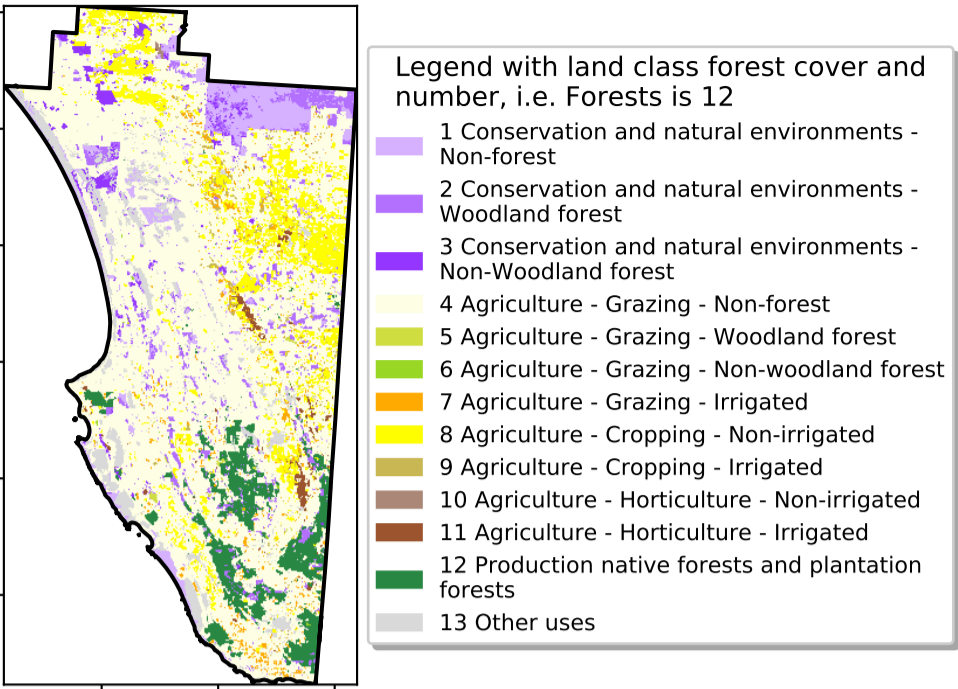 Legend with land class forest cover and
number, i.e. Forests is 12
1 Conservation and natural environments -
Non-forest
2 Conservation and natural environments -
Woodland forest
3 Conservation and natural environments -
Non-Woodland forest
4 Agriculture - Grazing - Non-forest
5 Agriculture - Grazing - Woodland forest
6 Agriculture - Grazing - Non-woodland forest
7 Agriculture - Grazing - Irrigated
8 Agriculture - Cropping - Non-irrigated
9 Agriculture - Cropping - Irrigated
10 Agriculture - Horticulture - Non-irrigated
11 Agriculture - Horticulture - Irrigated
12 Production native forests and plantation
forests
13 Other uses